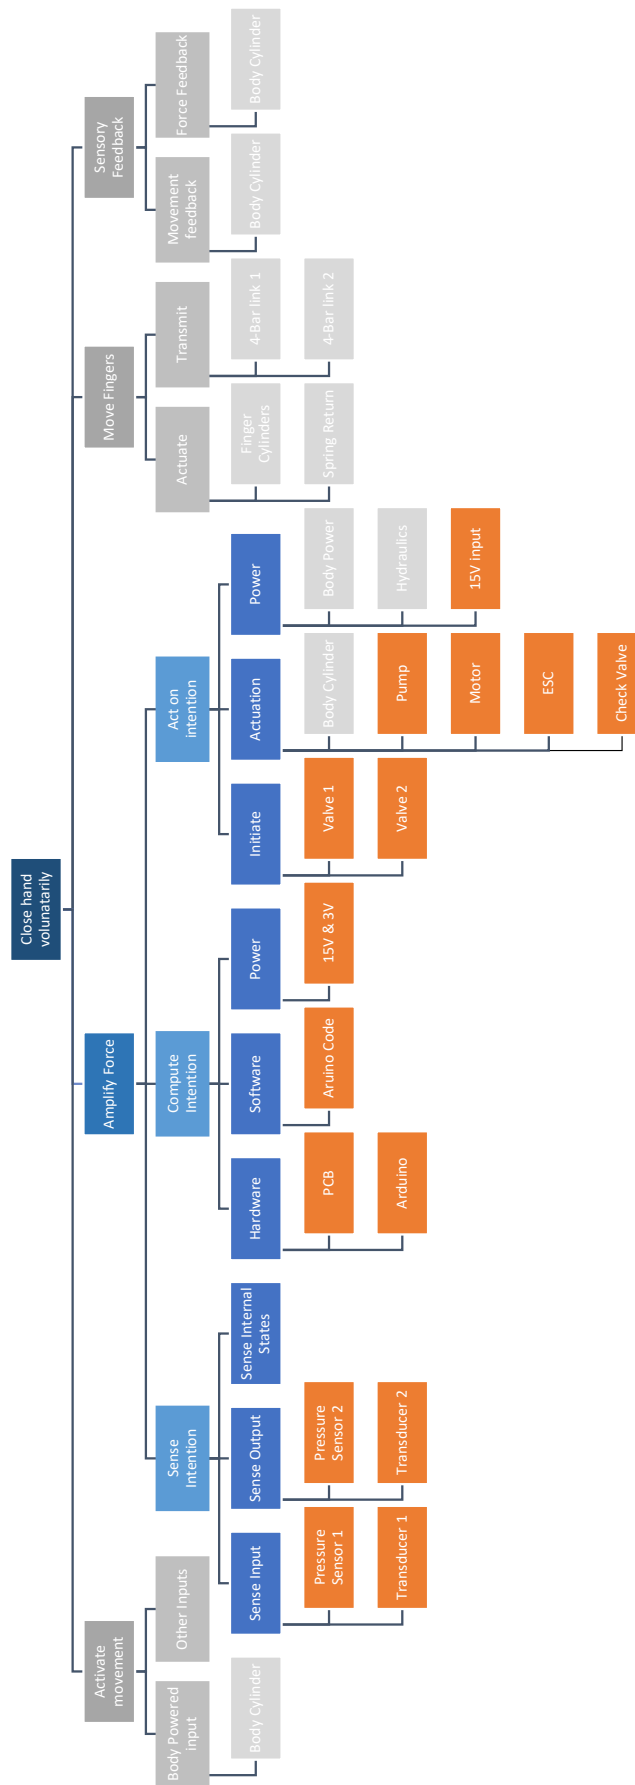 Close hand
volunatarily
Activate
movement
Amplify Force
Move Fingers
Sensory
Feedback
Body Powered
input
Other Inputs
Sense
Intention
Compute
Intention
Act on
intention
Actuate
Transmit
Movement
feedback
Force Feedback
Body Cylinder
Sense Input
Sense Output
Sense Internal
States
Hardware
Software
Power
Initiate
Actuation
Power
Finger
Cylinders
4-Bar link 1
Body Cylinder
Body Cylinder
Pressure
Sensor 1
Pressure
Sensor 2
PCB
Aruino Code
15V & 3V
Valve 1
Body Cylinder
Body Power
Spring Return
4-Bar link 2
Transducer 1
Transducer 2
Arduino
Valve 2
Pump
Hydraulics
Motor
15V input
ESC
Check Valve